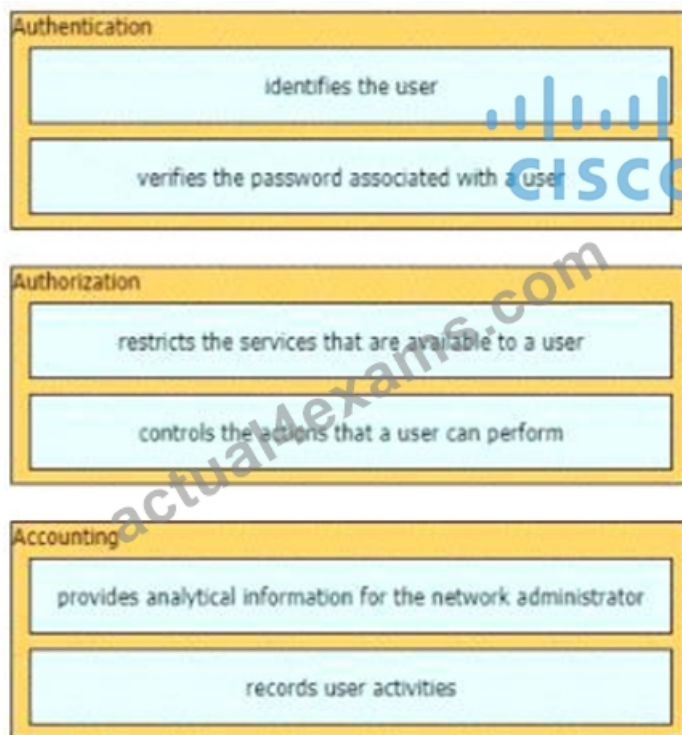 Authentication
identifies the user
verifies the password associated with a user
CISCO
Authorization
restricts the services that are available to a user
controls the actions that a user can perform
actual4exams.com
Accounting
provides analytical information for the network administrator
records user activities